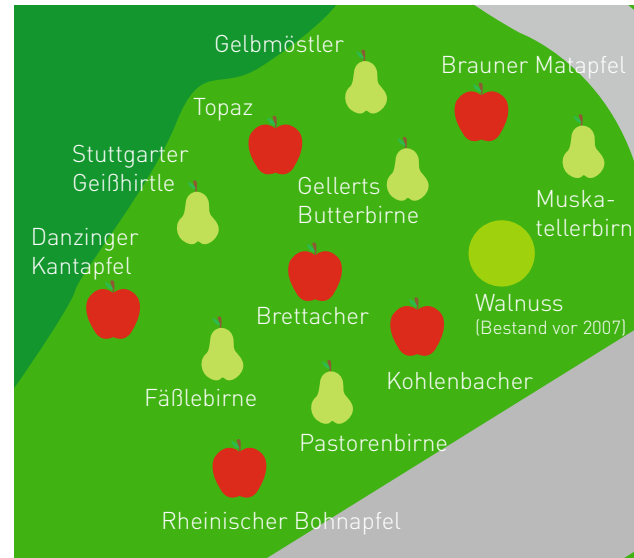 Gelbmöstler
Brauner Matapfel
Topaz
Stuttgarter
Geißhirtle
Gellerts
Butterbirne
Muska-
tellerbirn
Danzinger
Kantapfel
Walnuss
(Bestand vor 2007)
Brettacher
Kohlenbacher
Fäßlebirne
Pastorenbirne
Rheinischer Bohnapfel